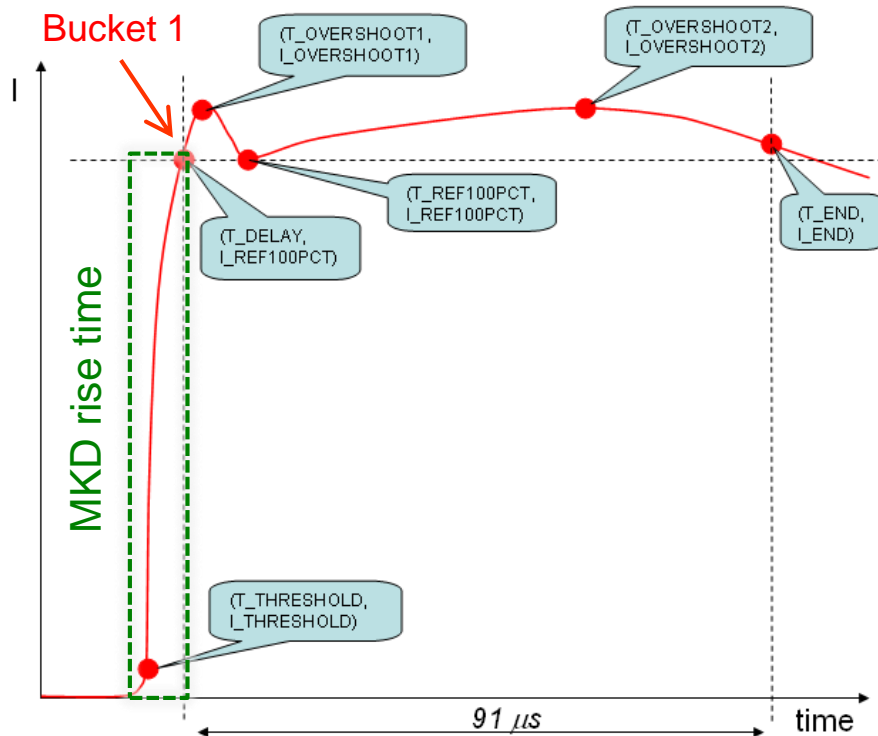 Bucket 1
(T_OVERSHOOT1,
I_OVERSHOOT1)
(T_OVERSHOOT2,
I_OVERSHOOT2)
I
(T_REF100PCT,
I_REF100PCT)
(T_DELAY,
I_REF100PCT)
(T_END,
I_END)
MKD rise time
(T_THRESHOLD,
I_THRESHOLD)
91 μs
time